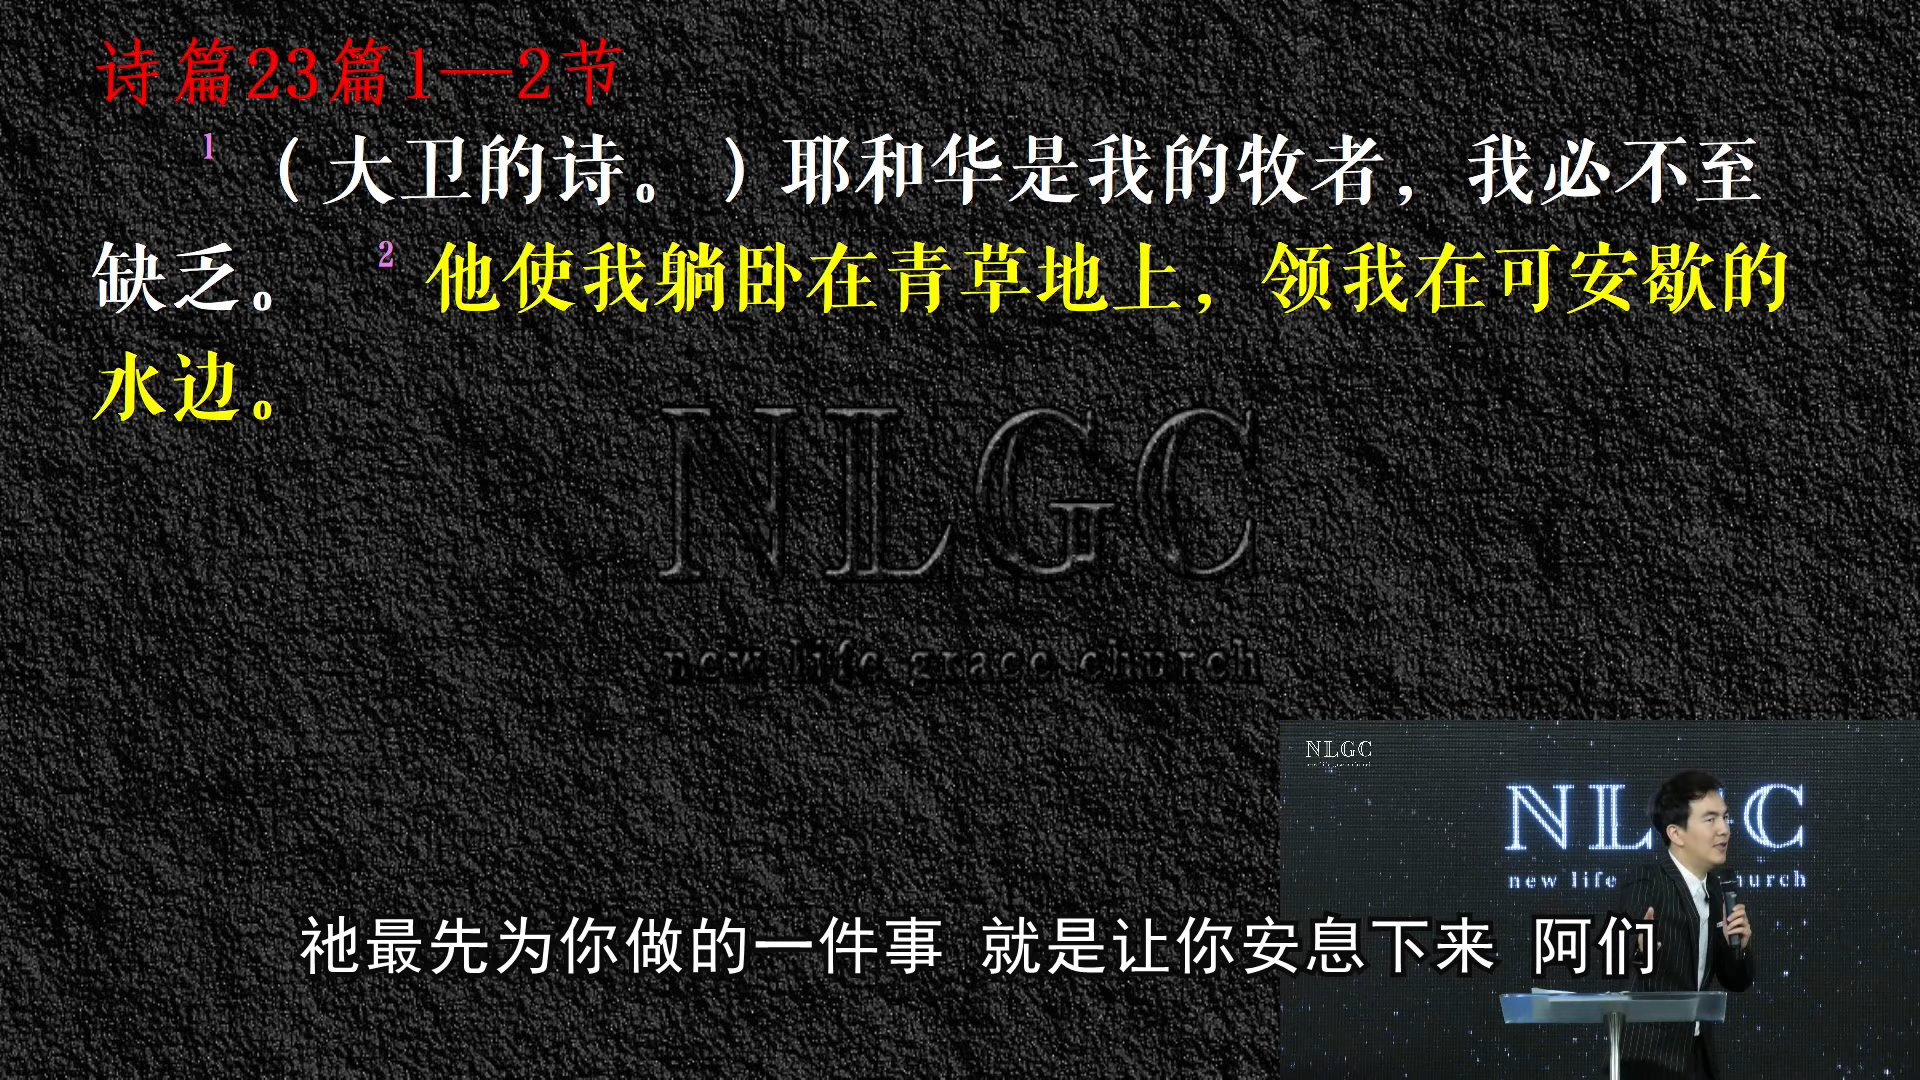 诗篇23篇1—2节
1 （大卫的诗。）耶和华是我的牧者，我必不至
缺乏。 2 他使我躺卧在青草地上，领我在可安歇的
水边。
NLGC
new life grace church
NLGC
NL C
new life hurch
祂最先为你做的一件事 就是让你安息下来 阿们